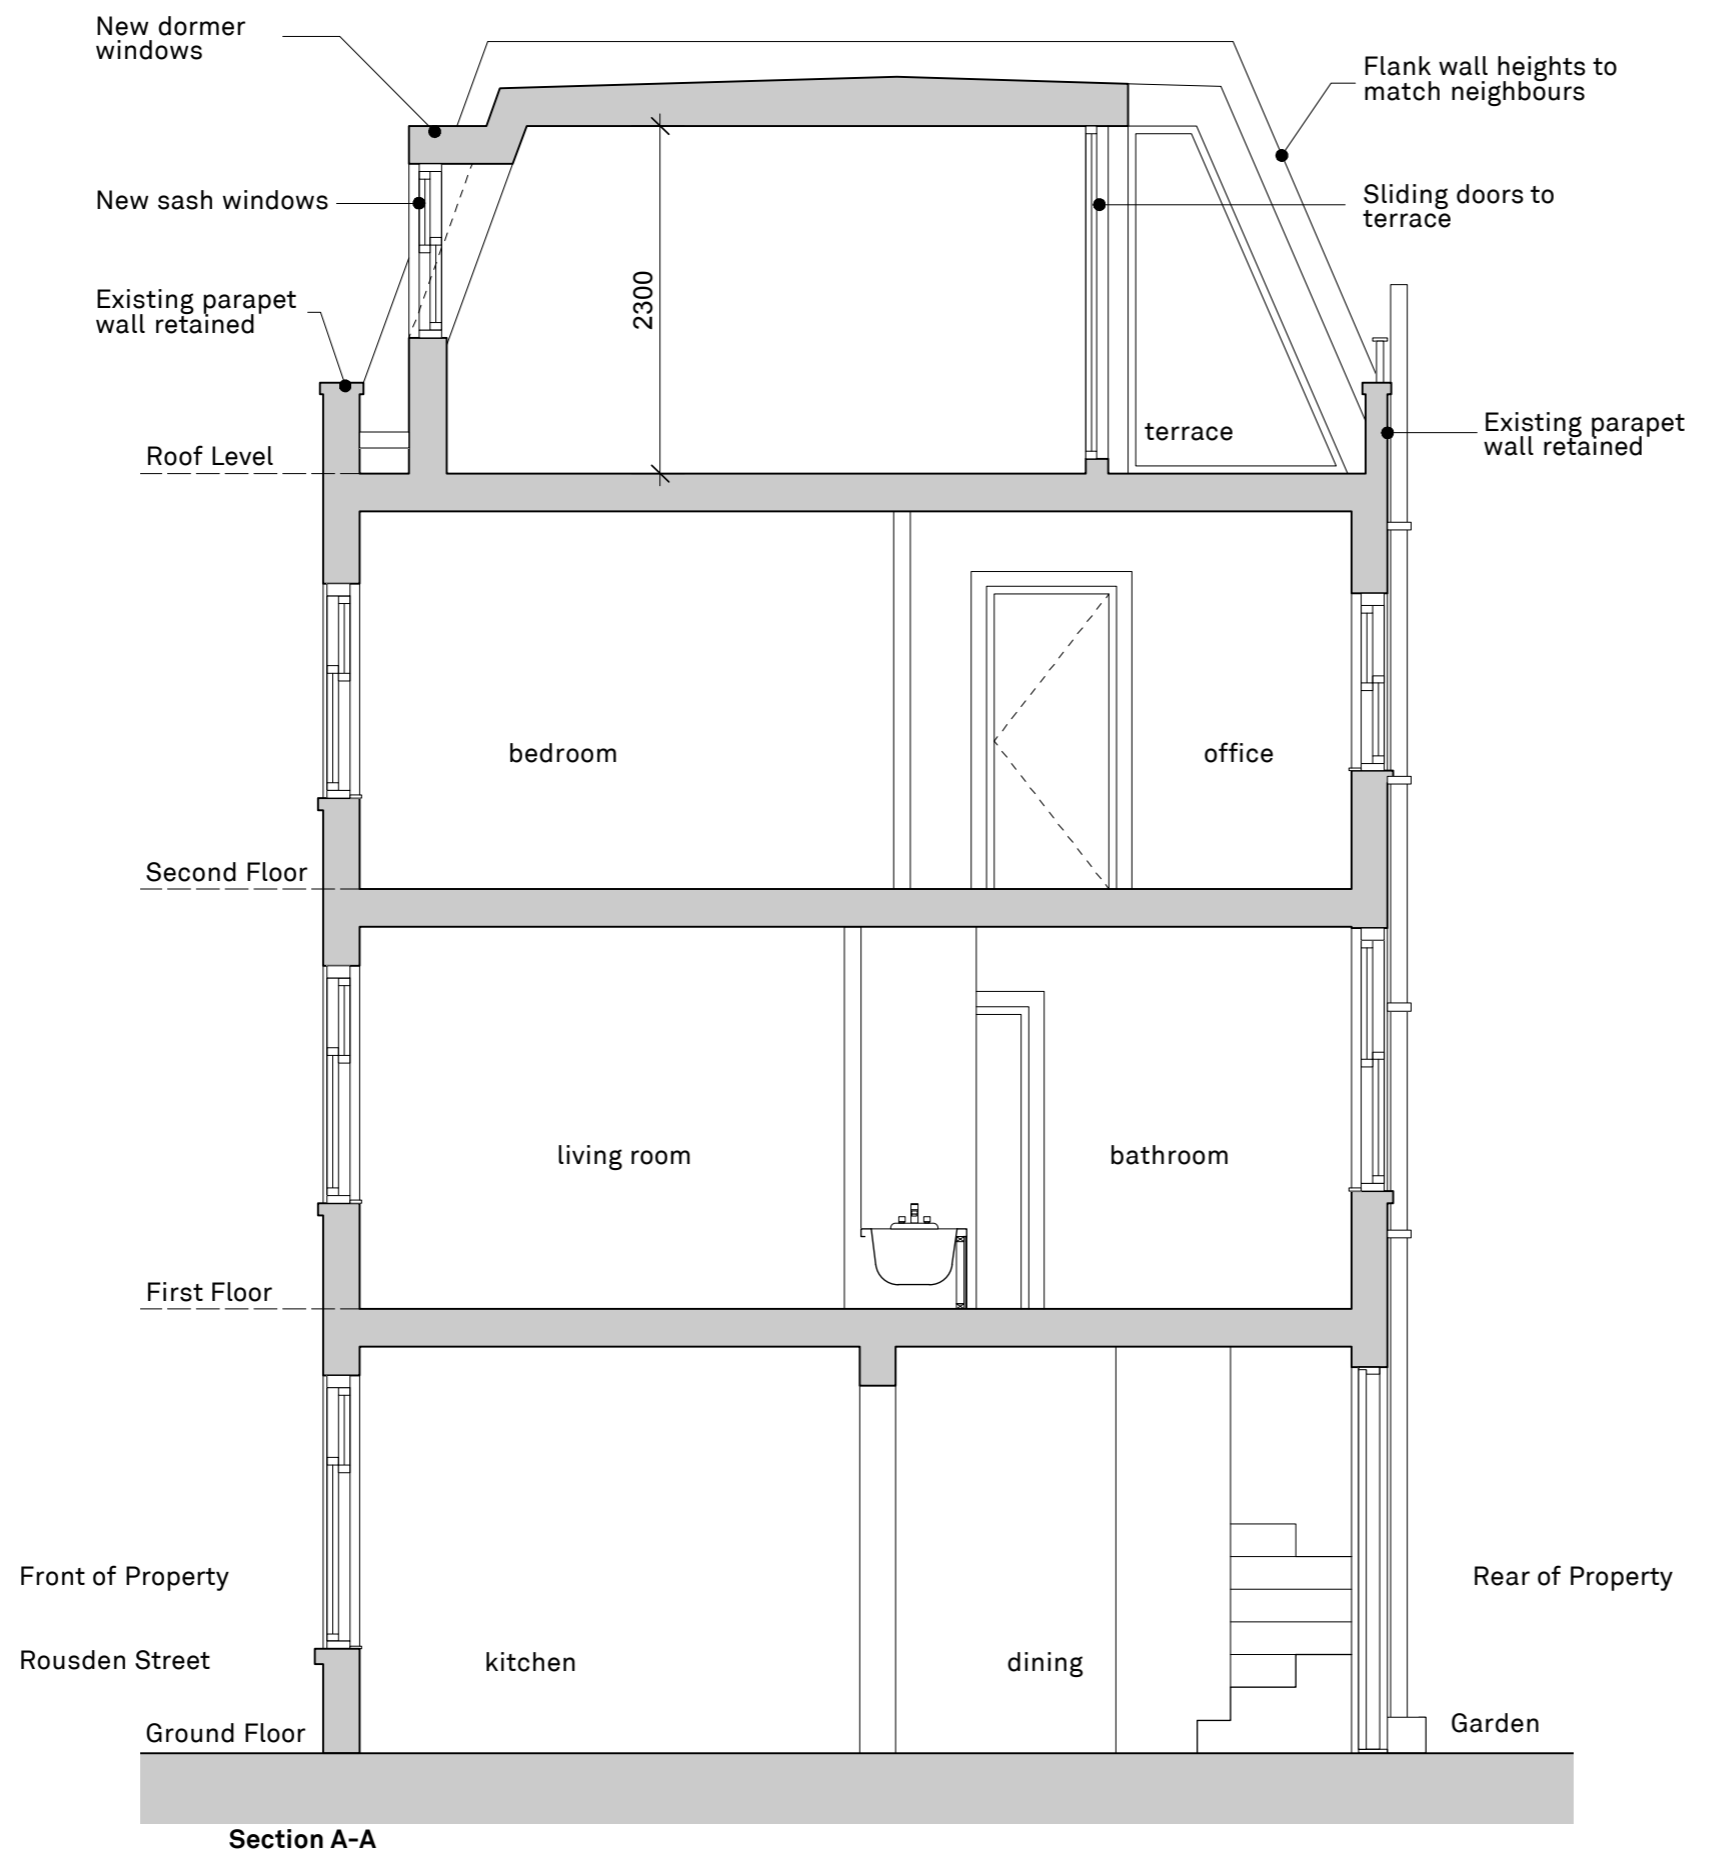 New dormer
windows
Flank wall heights to
match neighbours
New sash windows
Sliding doors to
terrace
2300
Existing parapet
wall retained
terrace
Existing parapet
wall retained
Roof Level
bedroom
office
Second Floor
living room
bathroom
First Floor
Front of Property
Rear of Property
Rousden Street
kitchen
dining
Ground Floor
Garden
Section A-A